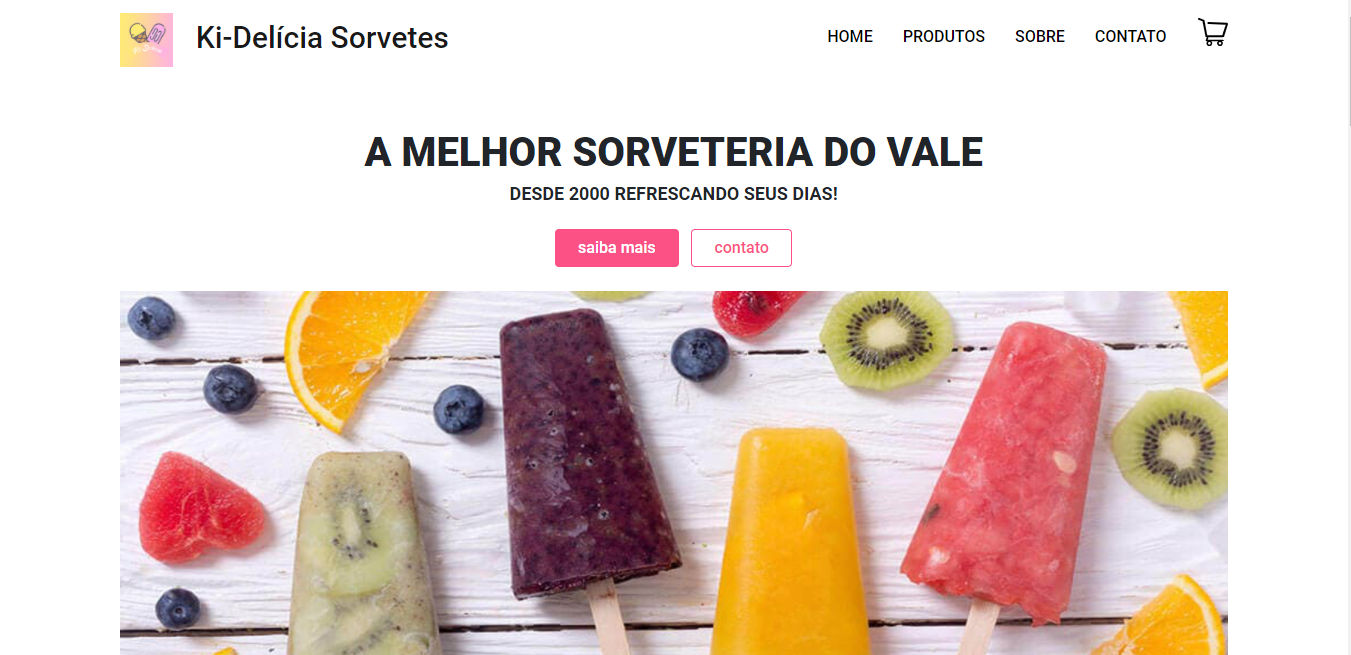 Ki-Delícia Sorvetes
HOME PRODUTOS SOBRE CONTATO
A MELHOR SORVETERIA DO VALE
DESDE 2000 REFRESCANDO SEUS DIAS!
saiba mais contato